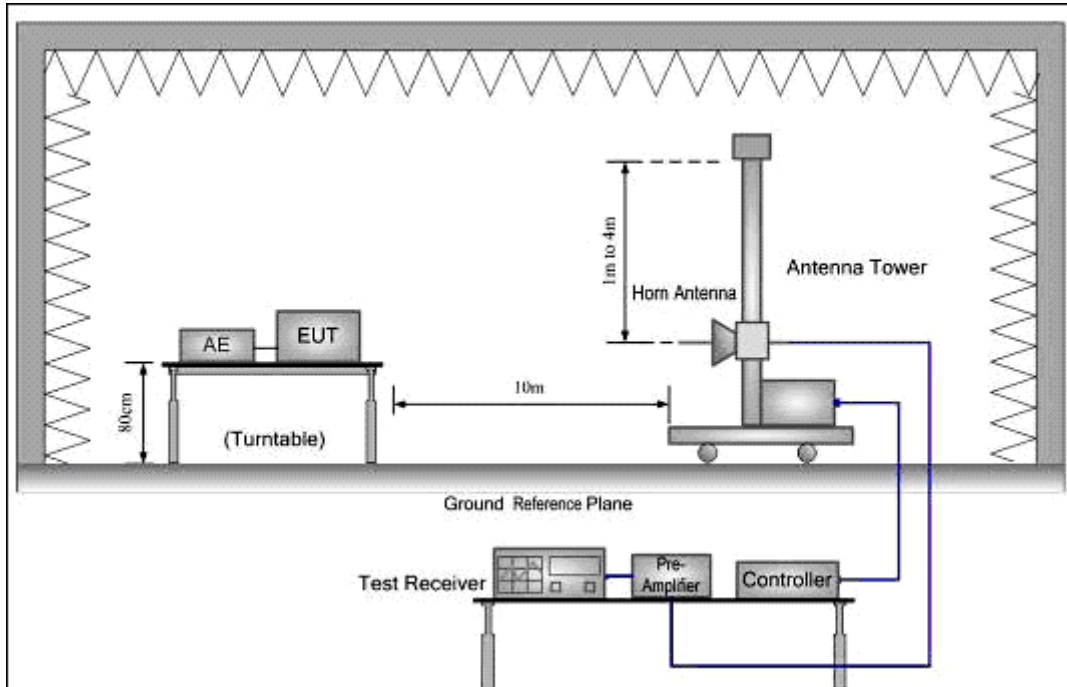 1m to 4m
Antenna Tower
Horn Antenna
AE
EUT
10m
80cm
(Turntable)
Ground Reference Plane
Test Receiver
Pre-
Amplifier
Controller